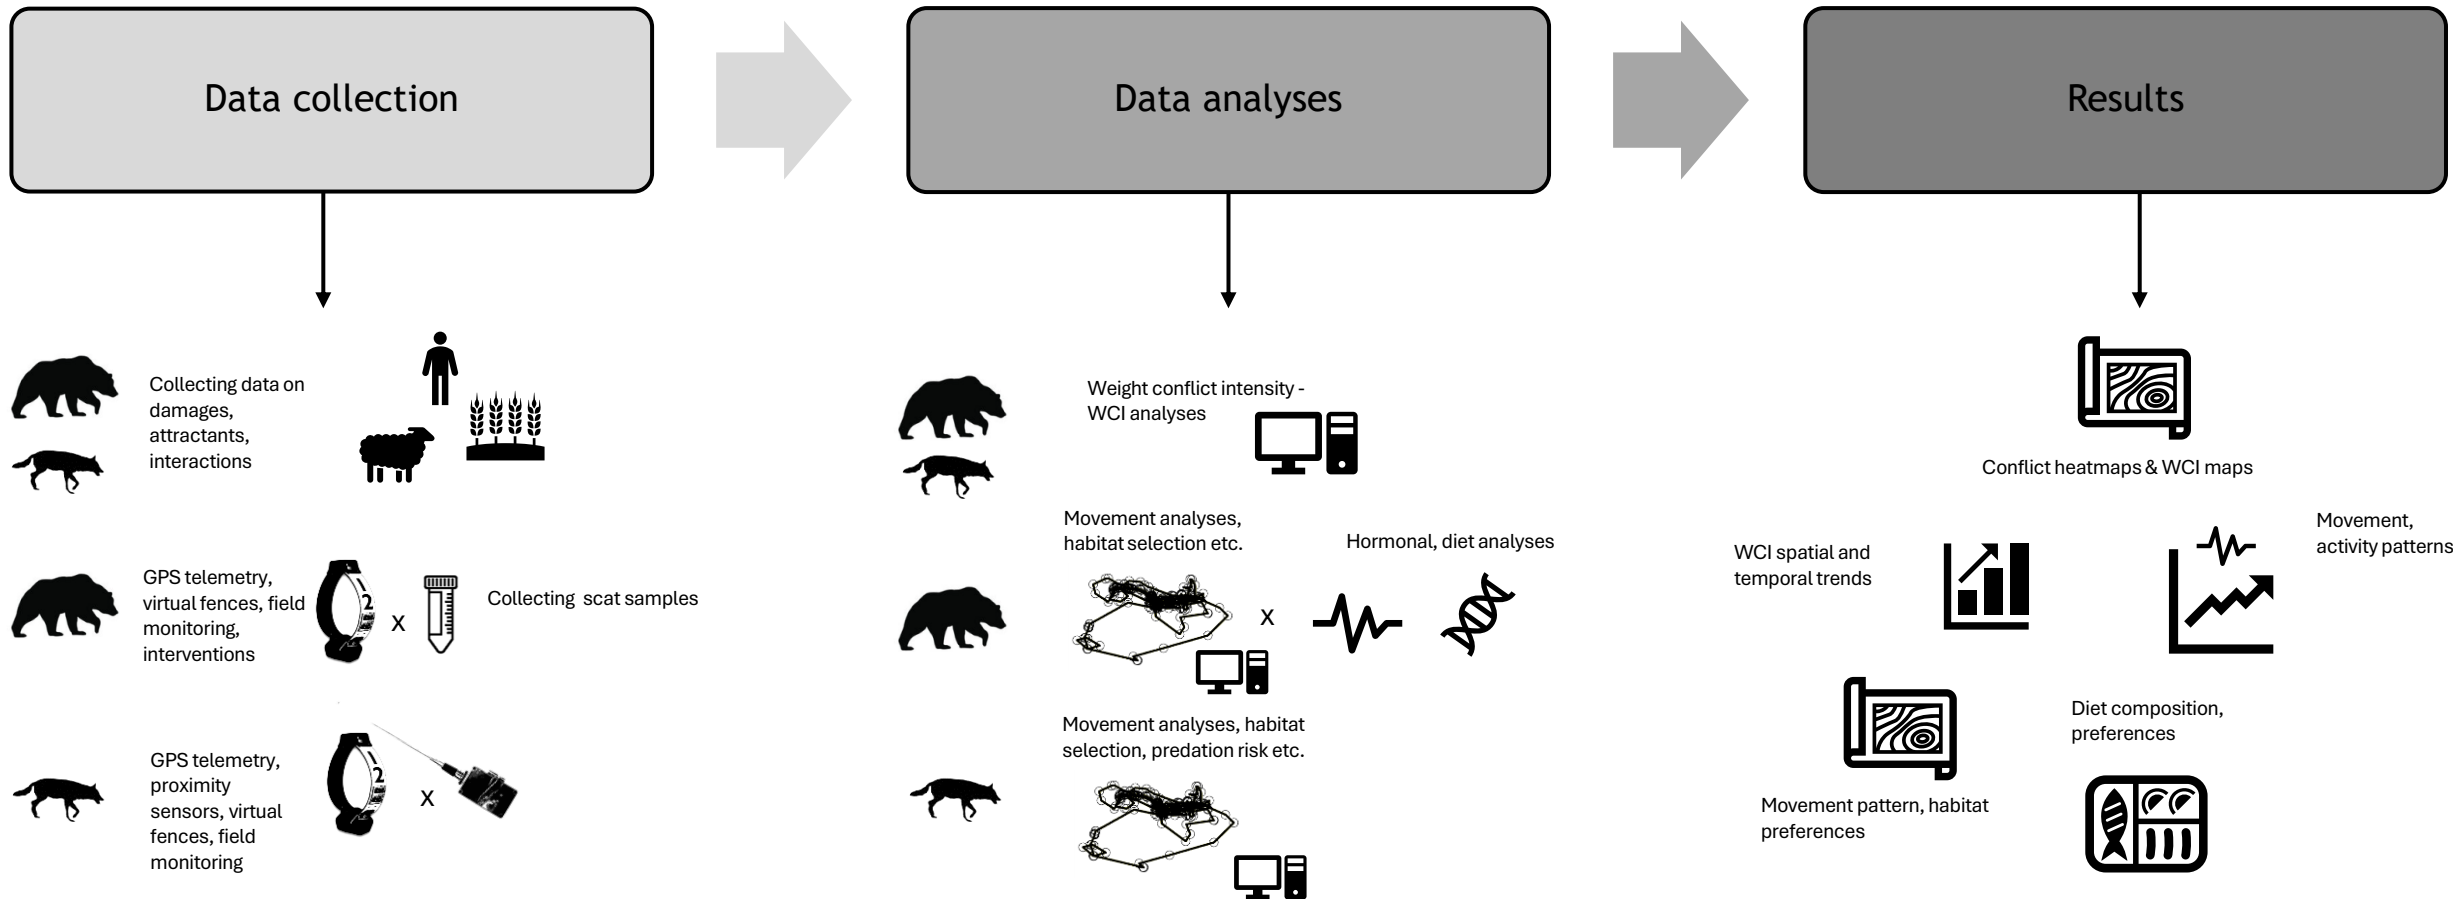 Data collection
Data analyses
Results
Collecting data on
damages,
attractants,
interactions
GPS telemetry,
virtual fences, field
monitoring,
interventions
2
x
Collecting scat samples
GPS telemetry,
proximity
sensors, virtual
fences, field
monitoring
2
x
Weight conflict intensity -
WCI analyses
Movement analyses,
habitat selection etc.
Hormonal, diet analyses
x
Movement analyses, habitat
selection, predation risk etc.
Conflict heatmaps & WCI maps
WCI spatial and
temporal trends
Movement,
activity patterns
Movement pattern, habitat
preferences
Diet composition,
preferences